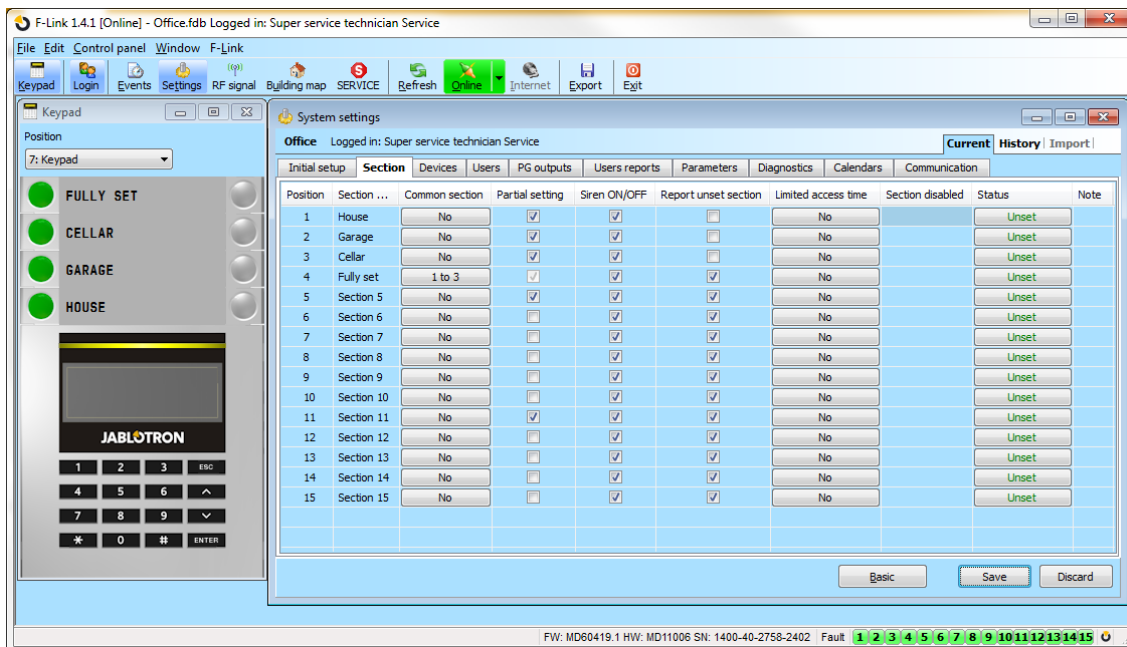 F-Link 1.4.1 [Online] - Office.fdb Logged in: Super service technician Service
File Edit Control panel Window F-Link
Keypad Login Events Settings RF signal Building map SERVICE Refresh Online Internet Export Exit
Keypad
Position
7: Keypad
FULLY SET
CELLAR
GARAGE
HOUSE
JABLOTRON
1 2 3 ESC
4 5 6
7 8 9
* 0 # ENTER
System settings
Office Logged in: Super service technician Service
Current History Import
Initial setup Section Devices Users PG outputs Users reports Parameters Diagnostics Calendars Communication
Position Section ... Common section Partial setting Siren ON/OFF Report unset section Limited access time Section disabled Status Note
1 House No No Unset
2 Garage No No Unset
3 Cellar No No Unset
4 Fully set 1 to 3 No Unset
5 Section 5 No No Unset
6 Section 6 No No Unset
7 Section 7 No No Unset
8 Section 8 No No Unset
9 Section 9 No No Unset
10 Section 10 No No Unset
11 Section 11 No No Unset
12 Section 12 No No Unset
13 Section 13 No No Unset
14 Section 14 No No Unset
15 Section 15 No No Unset
Basic Save Discard
FW: MD60419.1 HW: MD11006 SN: 1400-40-2758-2402 Fault 1 2 3 4 5 6 7 8 9 10 11 12 13 14 15